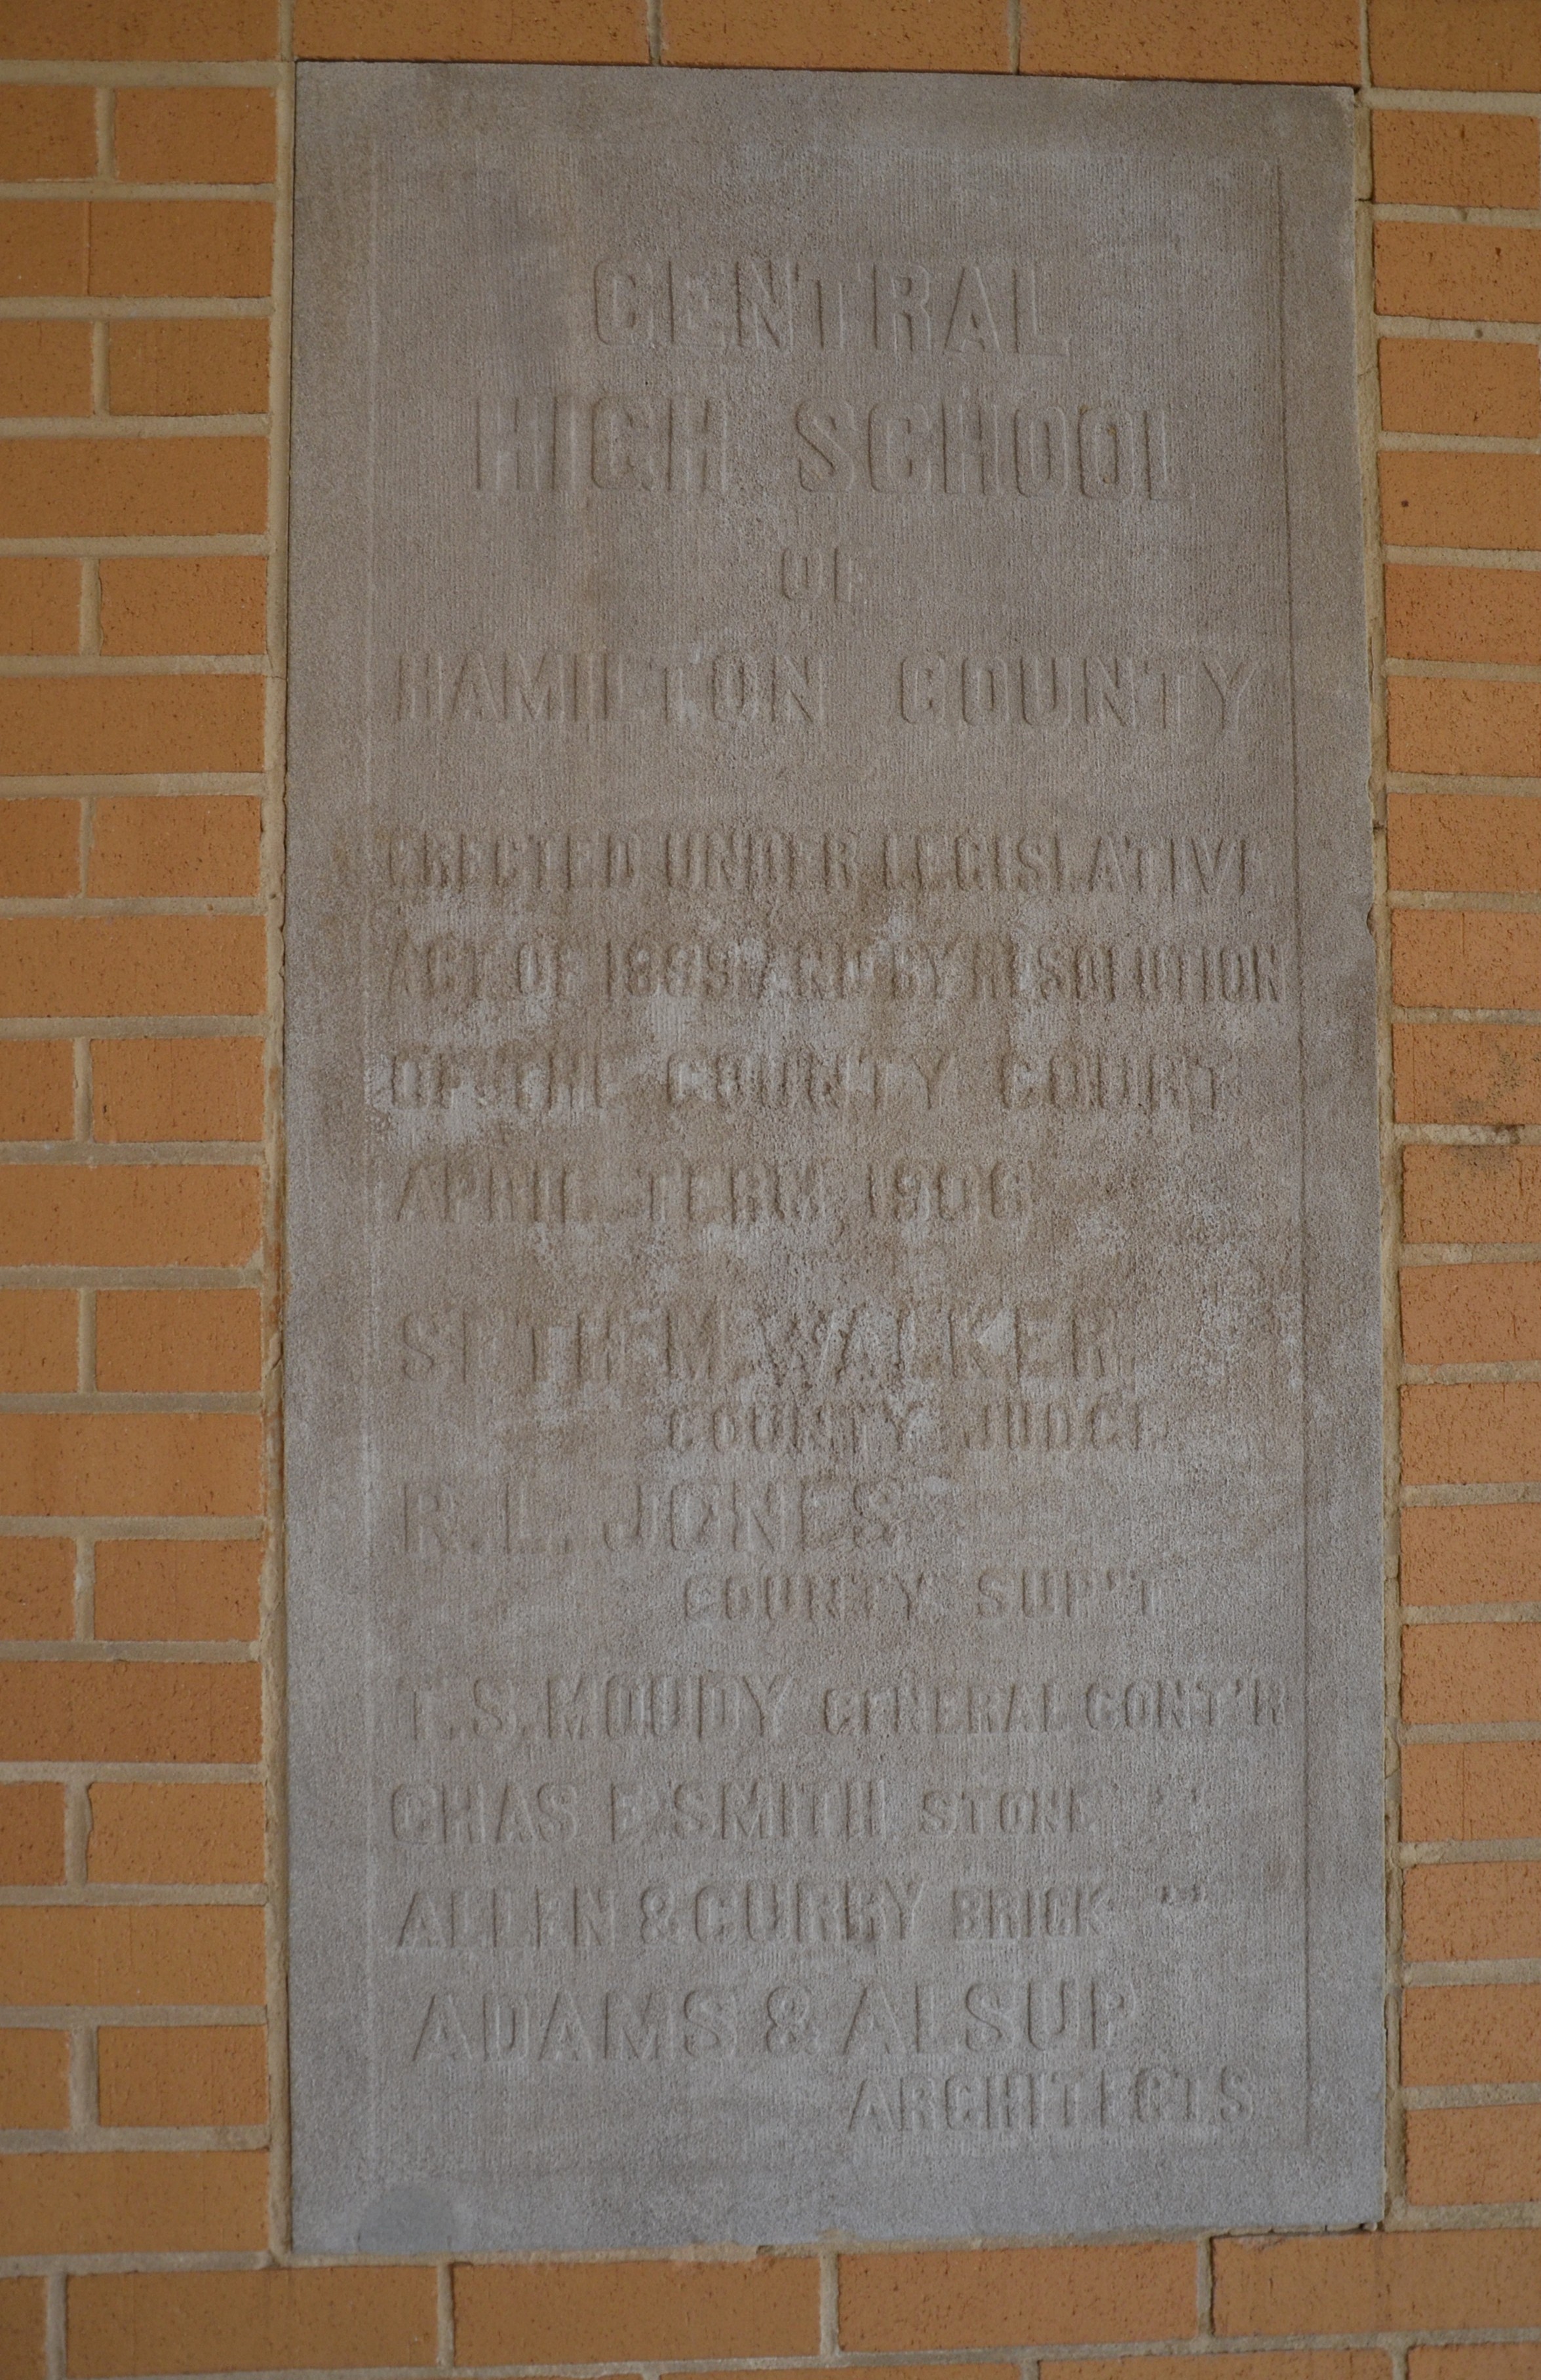 CENTRAL
HIGH SCHOOL
OF
HAMILTON COUNTY
ERECTED UNDER LEGISLATIVE
ACT OF 1899 AND BY RESOLUTION
OF THE COUNTY COURT
APRIL TERM 1906
SETH M. WALKER
COUNTY JUDGE
R. L. JONES
COUNTY SUP'T
T. S. MOUDY GENERAL CONT'R
CHAS E. SMITH STONE "
ALLEN & CURRY BRICK "
ADAMS & ALSUP
ARCHITECTS